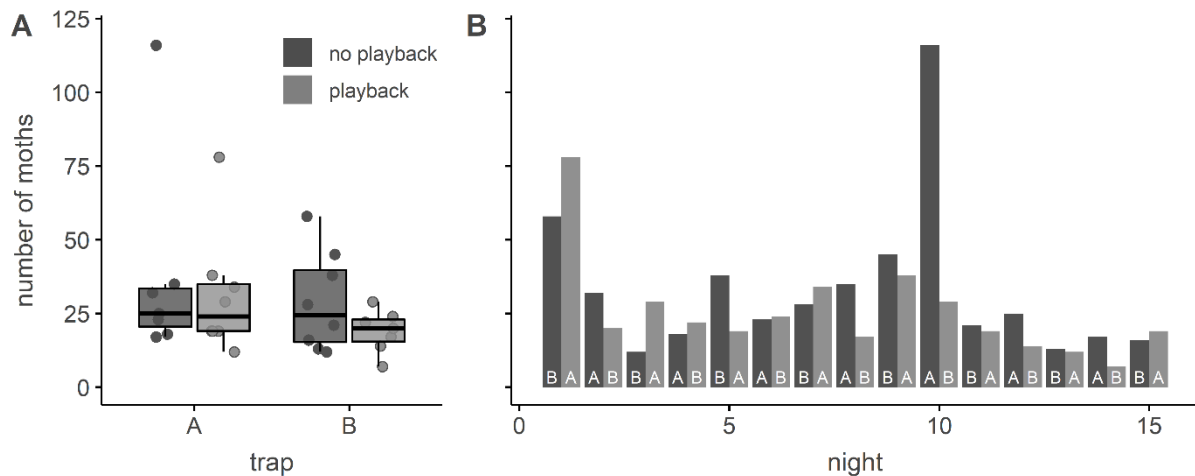 A
number of moths
125
100
75
50
25
0
no playback
playback
A B
trap
B
B A A B B A A B B A A B B A A B B A A B B A A B B A A B B A
0 5 10 15
night